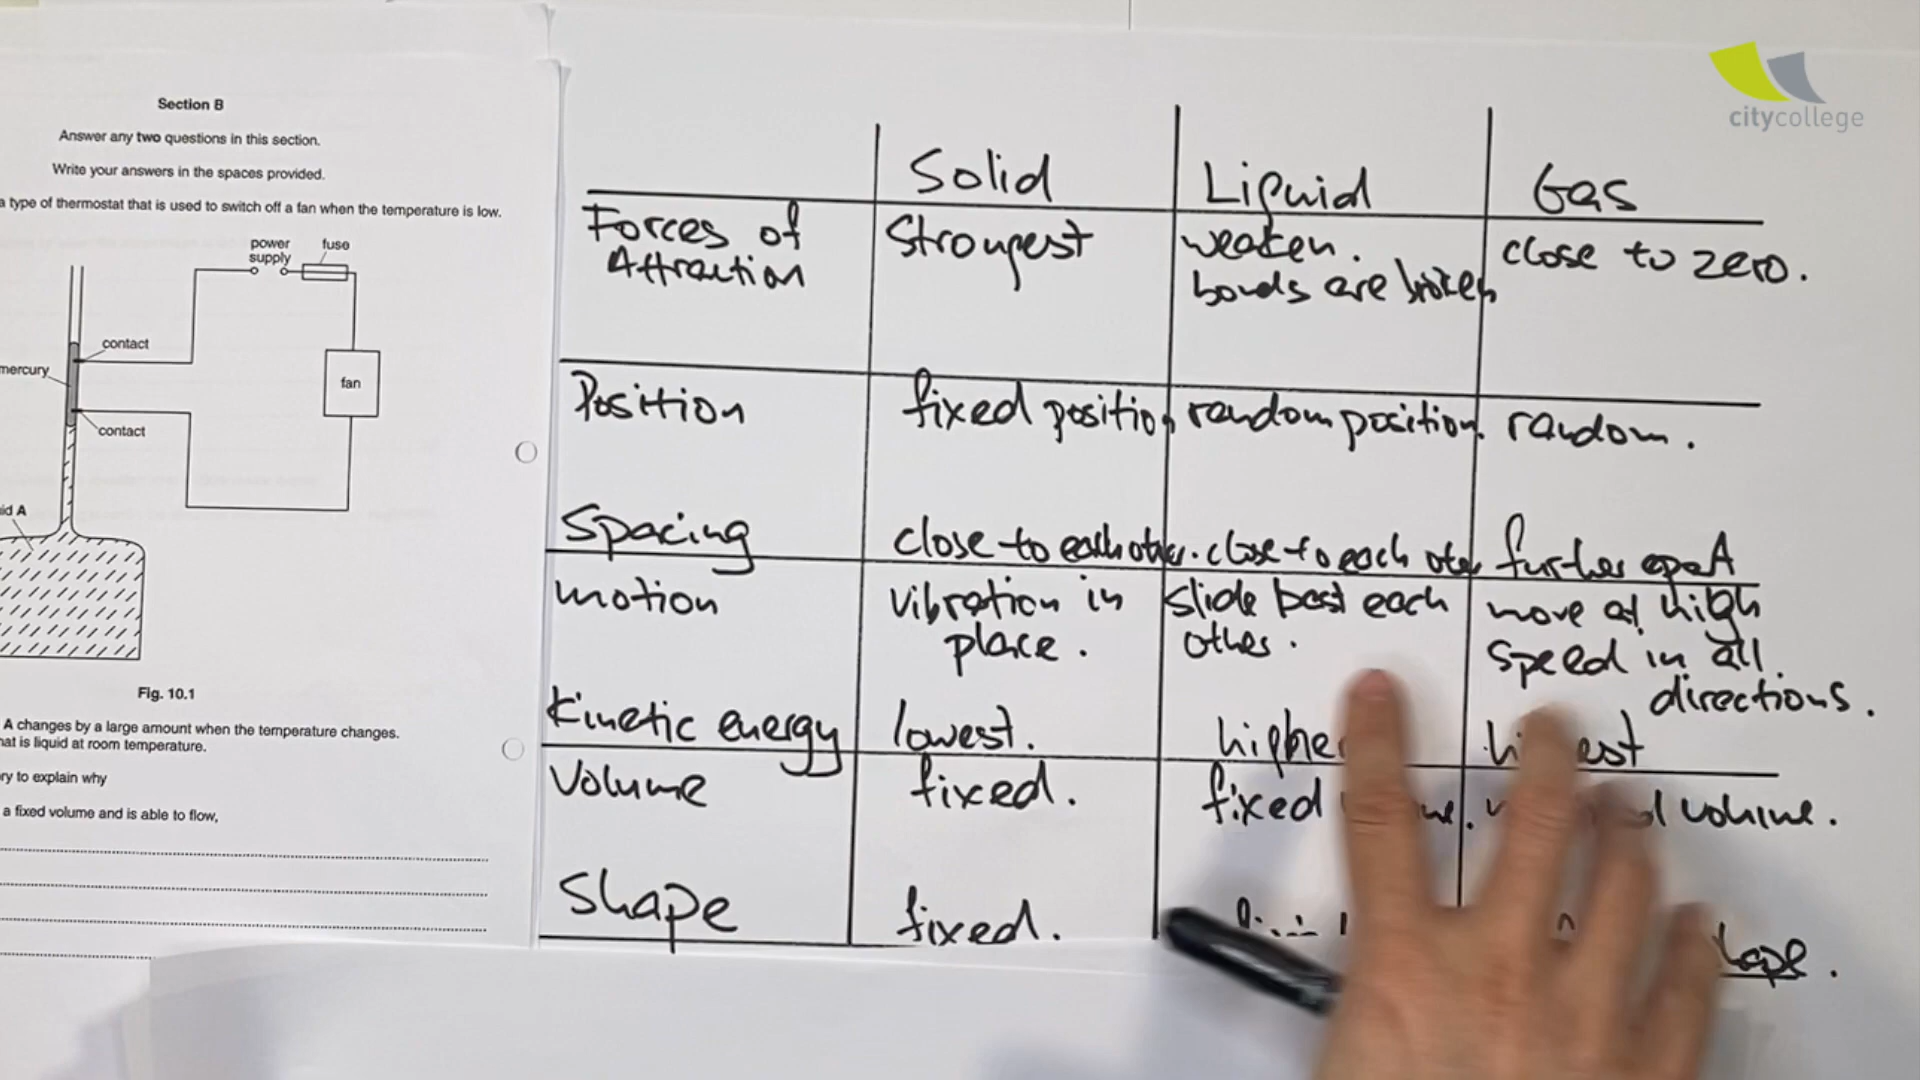 citycollege
Section B
Answer any two questions in this section.
Write your answers in the spaces provided.
a type of thermostat that is used to switch off a fan when the temperature is low.
power supply
fuse
contact
mercury
fan
contact
id A
Fig. 10.1
A changes by a large amount when the temperature changes.
hat is liquid at room temperature.
ry to explain why
a fixed volume and is able to flow,
Solid Liquid Gas
Forces of Attraction
Strongest
weaken. bonds are broken
close to zero.
Position fixed position random position. random.
Spacing close to each other. close to each other further apart
motion
vibration in place.
slide past each other.
move at high speed in all directions.
Kinetic energy lowest. higher highest
Volume fixed. fixed volume.
volume.
Shape fixed.